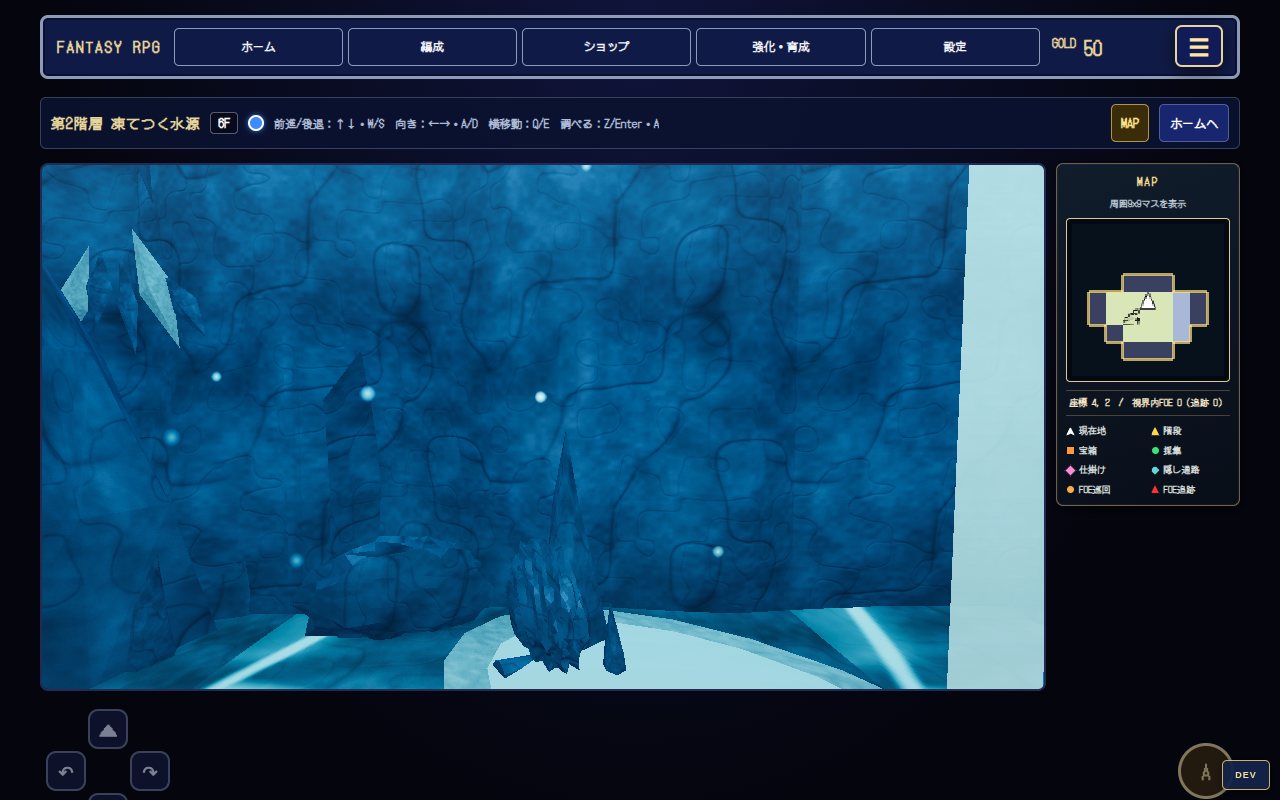 FANTASY RPG
ホーム
編成
ショップ
強化・育成
設定
GOLD 50
第2階層 凍てつく水源
6F
前進/後退：↑↓・W/S 向き：←→・A/D 横移動：Q/E 調べる：Z/Enter・A
MAP
ホームへ
MAP
周囲9x9マスを表示
座標 4, 2 / 視界内FOE 0（追跡 0）
現在地
階段
宝箱
採集
仕掛け
隠し通路
FOE巡回
FOE追跡
A
DEV